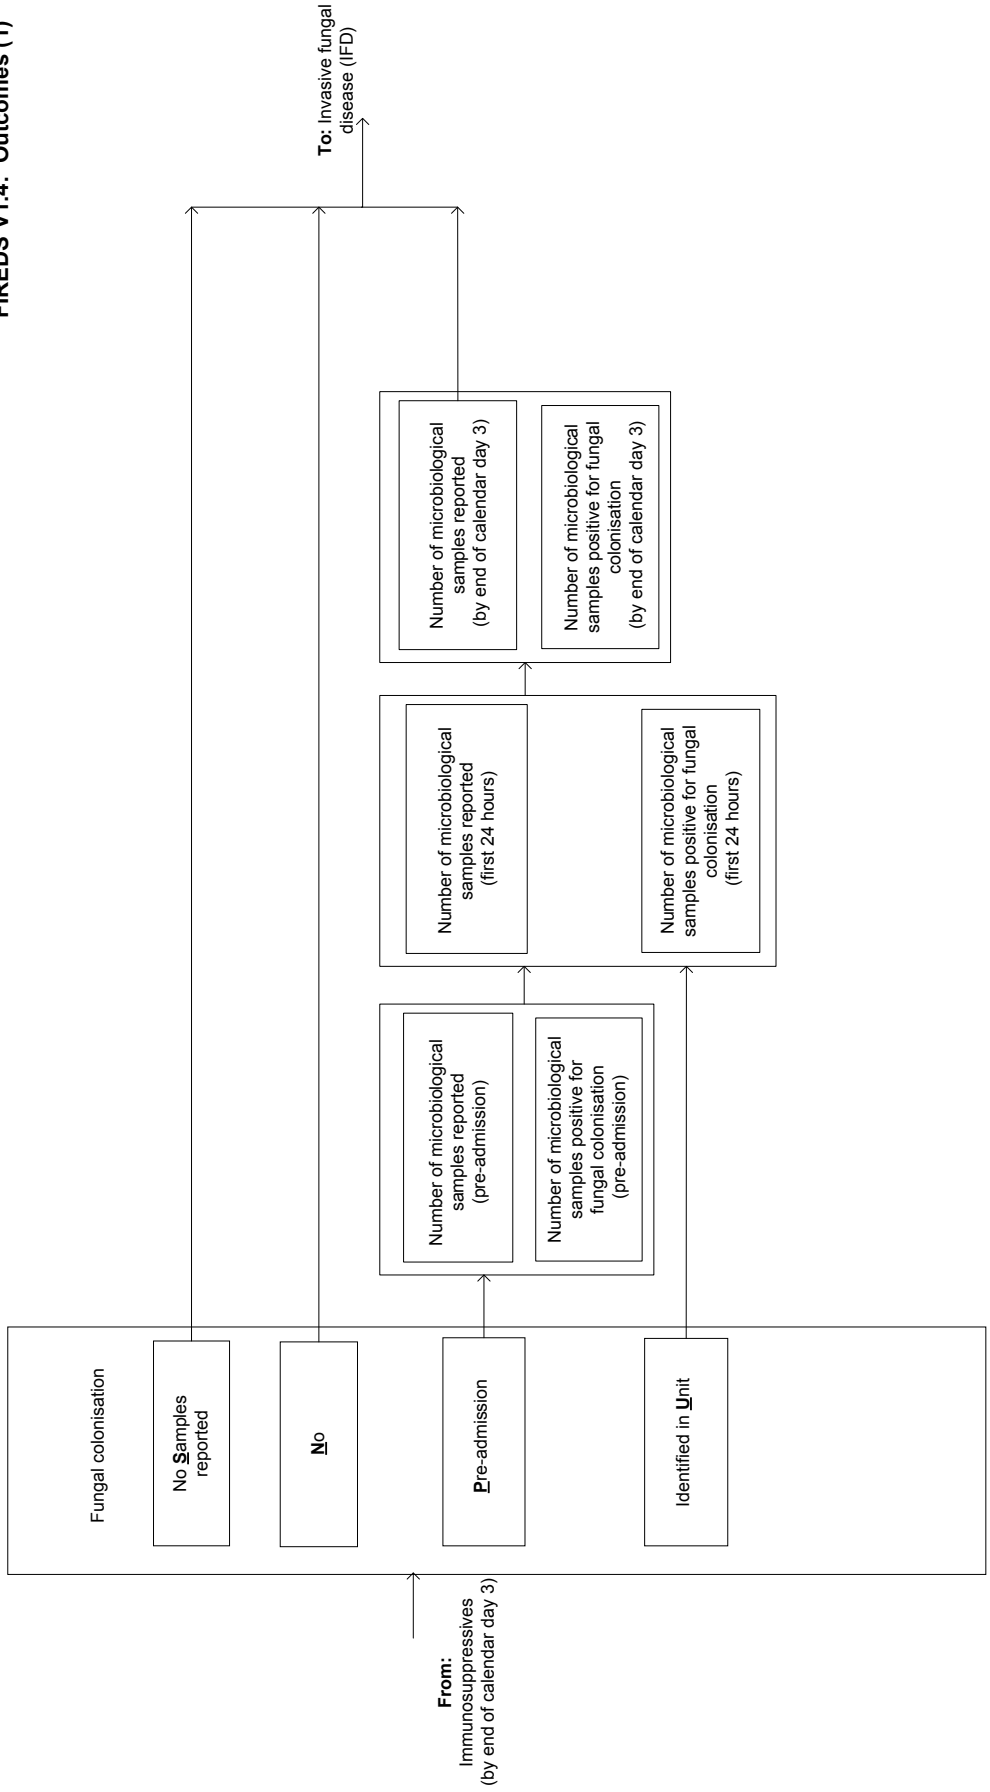 FIREDS V1.4: Outcomes (1)
From:
Immunosuppressives
(by end of calendar day 3)
Fungal colonisation
No Samples
reported
No
Pre-admission
Identified in Unit
Number of microbiological
samples reported
(pre-admission)
Number of microbiological
samples positive for
fungal colonisation
(pre-admission)
Number of microbiological
samples reported
(first 24 hours)
Number of microbiological
samples positive for fungal
colonisation
(first 24 hours)
Number of microbiological
samples reported
(by end of calendar day 3)
Number of microbiological
samples positive for fungal
colonisation
(by end of calendar day 3)
To: Invasive fungal
disease (IFD)